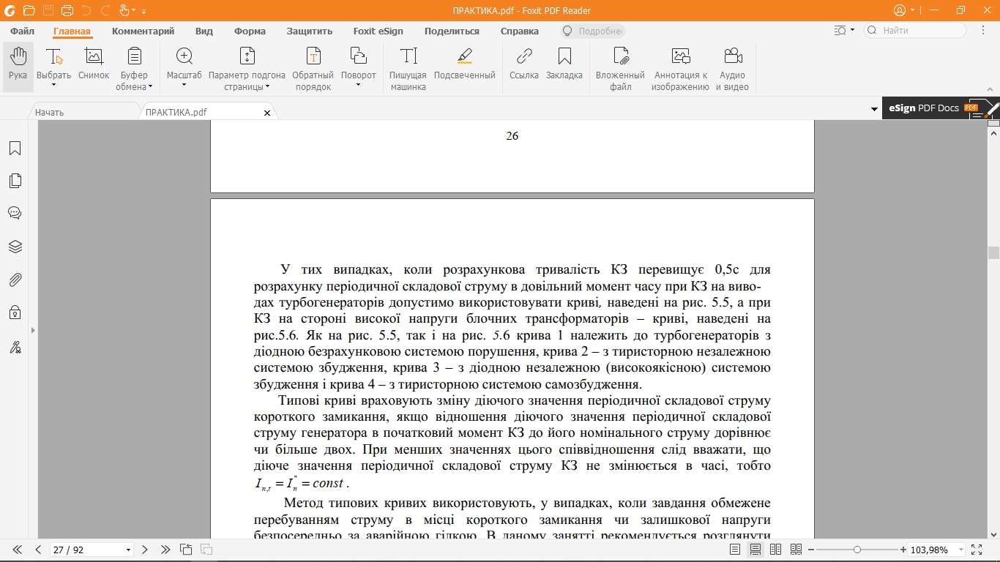 ПРАКТИКА.pdf - Foxit PDF Reader
Файл Главная Комментарий Вид Форма Защитить Foxit eSign Поделиться Справка Подробнее Найти
Рука Выбрать Снимок Буфер обмена Масштаб Параметр подгона страницы Обратный порядок Поворот Пишущая машинка Подсвеченный Ссылка Закладка Вложенный файл Аннотация к изображению Аудио и видео
Начать ПРАКТИКА.pdf eSign PDF Docs PDF
26
У тих випадках, коли розрахункова тривалість КЗ перевищує 0,5с для
розрахунку періодичної складової струму в довільний момент часу при КЗ на виво-
дах турбогенераторів допустимо використовувати криві, наведені на рис. 5.5, а при
КЗ на стороні високої напруги блочних трансформаторів – криві, наведені на
рис.5.6. Як на рис. 5.5, так і на рис. 5.6 крива 1 належить до турбогенераторів з
діодною безрахунковою системою порушення, крива 2 – з тиристорною незалежною
системою збудження, крива 3 – з діодною незалежною (високоякісною) системою
збудження і крива 4 – з тиристорною системою самозбудження.
Типові криві враховують зміну діючого значення періодичної складової струму
короткого замикання, якщо відношення діючого значення періодичної складової
струму генератора в початковий момент КЗ до його номінального струму дорівнює
чи більше двох. При менших значеннях цього співвідношення слід вважати, що
діюче значення періодичної складової струму КЗ не змінюється в часі, тобто
I n,t = I n " = const .
Метод типових кривих використовують, у випадках, коли завдання обмежене
перебуванням струму в місці короткого замикання чи залишкової напруги
безпосередньо за аварійною гілкою. В даному занятті рекомендується розглянути
27 / 92 103,98%